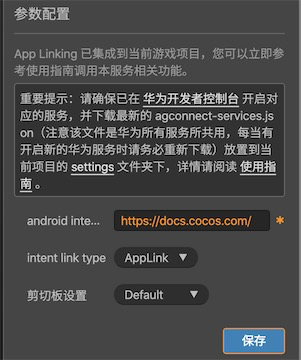 参数配置
App Linking 已集成到当前游戏项目，您可以立即参
考使用指南调用本服务相关功能。
重要提示：请确保已在 华为开发者控制台 开启对
应的服务，并下载最新的 agconnect-services.js
on（注意该文件是华为所有服务所共用，每当有
开启新的华为服务时请务必重新下载）放置到当
前项目的 settings 文件夹下，详情请阅读 使用指
南 。
android inte... https://docs.cocos.com/ *
intent link type AppLink ▼
剪切板设置 Default ▼
保存